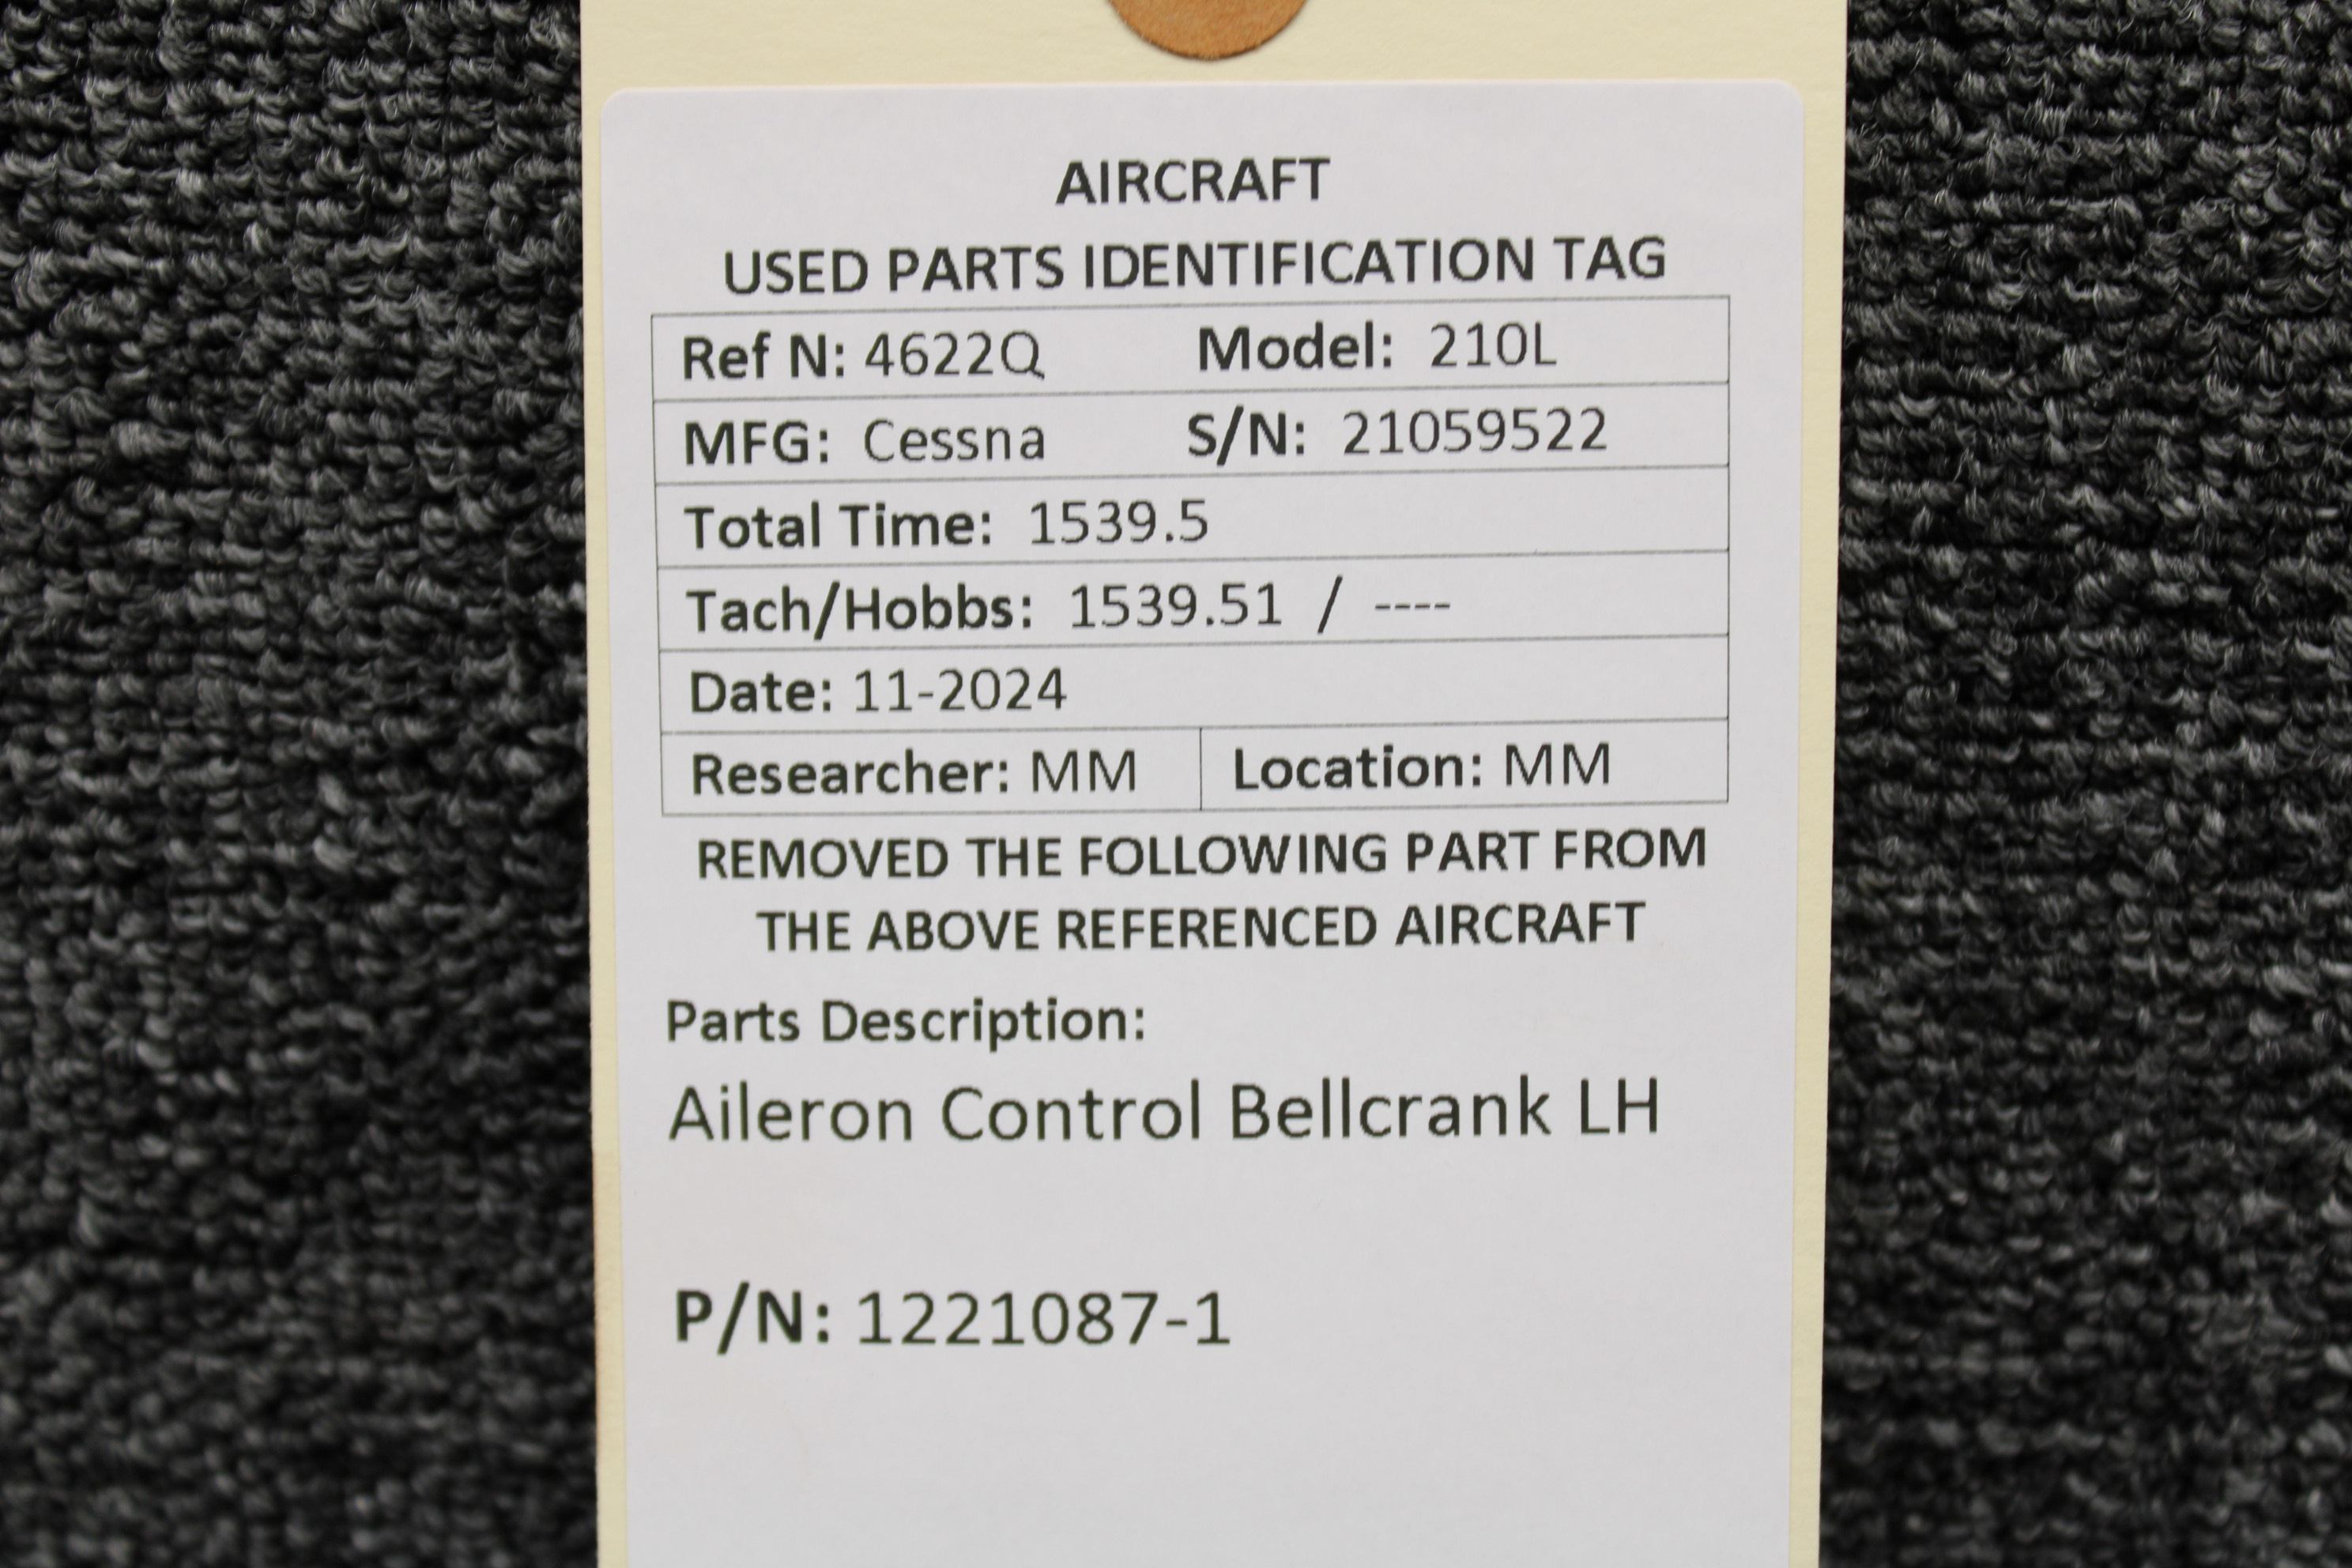 AIRCRAFT
USED PARTS IDENTIFICATION TAG
Ref N: 4622Q Model: 210L
MFG: Cessna S/N: 21059522
Total Time: 1539.5
Tach/Hobbs: 1539.51 / ----
Date: 11-2024
Researcher: MM Location: MM
REMOVED THE FOLLOWING PART FROM
THE ABOVE REFERENCED AIRCRAFT
Parts Description:
Aileron Control Bellcrank LH
P/N: 1221087-1